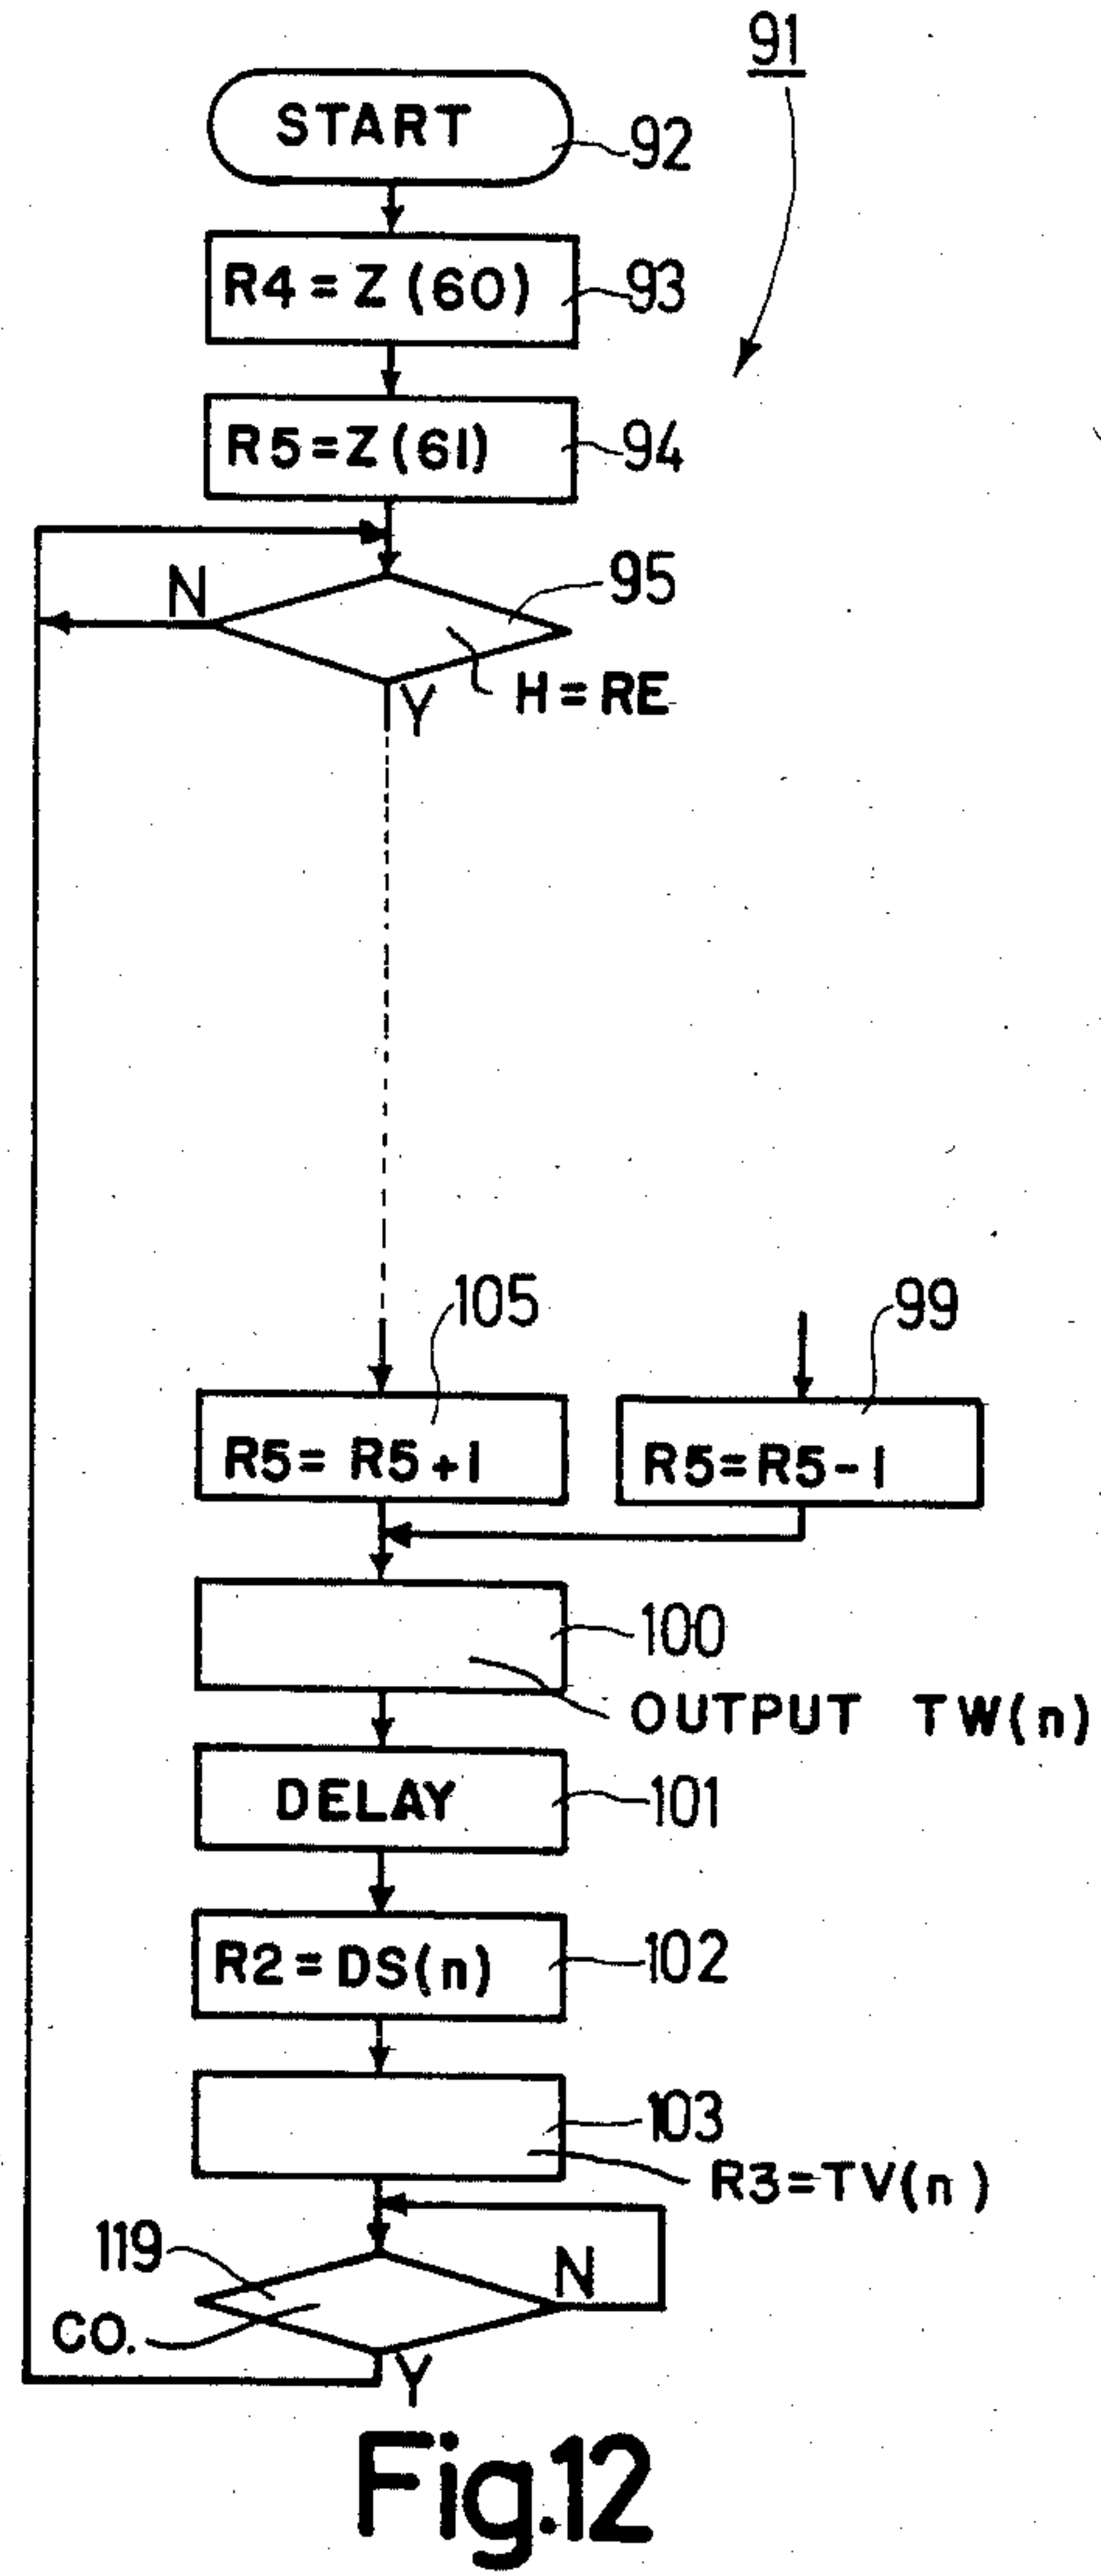 91
START
92
R4=Z(60)
93
R5=Z(61)
94
N
95
H=RE
Y
105
99
R5=R5+1
R5=R5-1
100
OUTPUT TW(n)
DELAY
101
R2=DS(n)
102
103
R3=TV(n)
119
N
CO.
Y
Fig.12